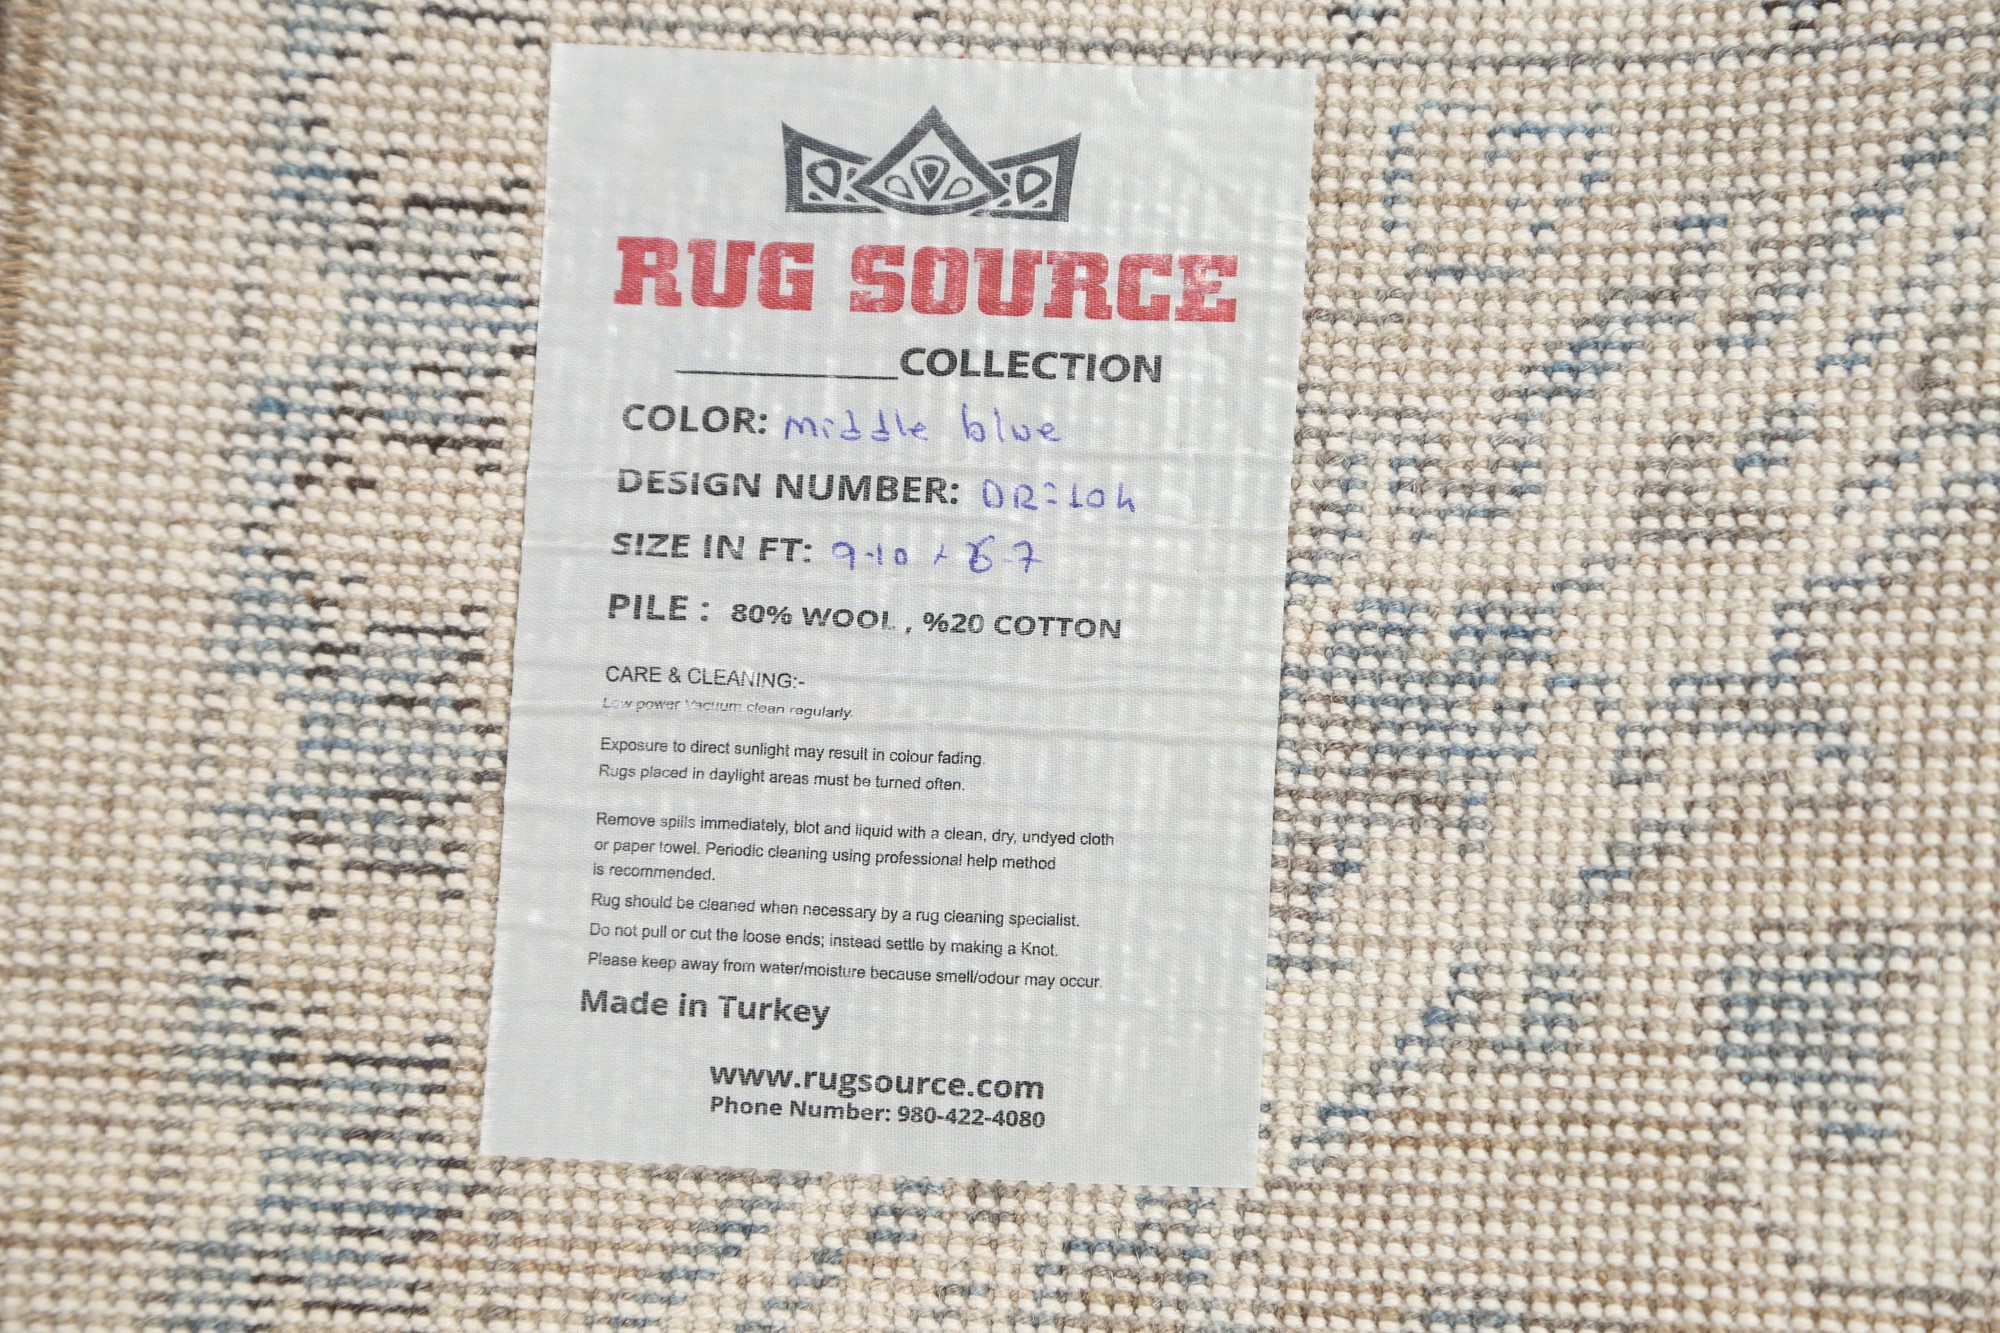 RUG SOURCE
__________COLLECTION
COLOR: middle blue
DESIGN NUMBER: DR=10h
SIZE IN FT: 9-10 x 6-7
PILE : 80% WOOL , %20 COTTON
CARE & CLEANING:-
Low power Vacuum clean regularly.
Exposure to direct sunlight may result in colour fading.
Rugs placed in daylight areas must be turned often.
Remove spills immediately, blot and liquid with a clean, dry, undyed cloth
or paper towel. Periodic cleaning using professional help method
is recommended.
Rug should be cleaned when necessary by a rug cleaning specialist.
Do not pull or cut the loose ends; instead settle by making a Knot.
Please keep away from water/moisture because smell/odour may occur.
Made in Turkey
www.rugsource.com
Phone Number: 980-422-4080